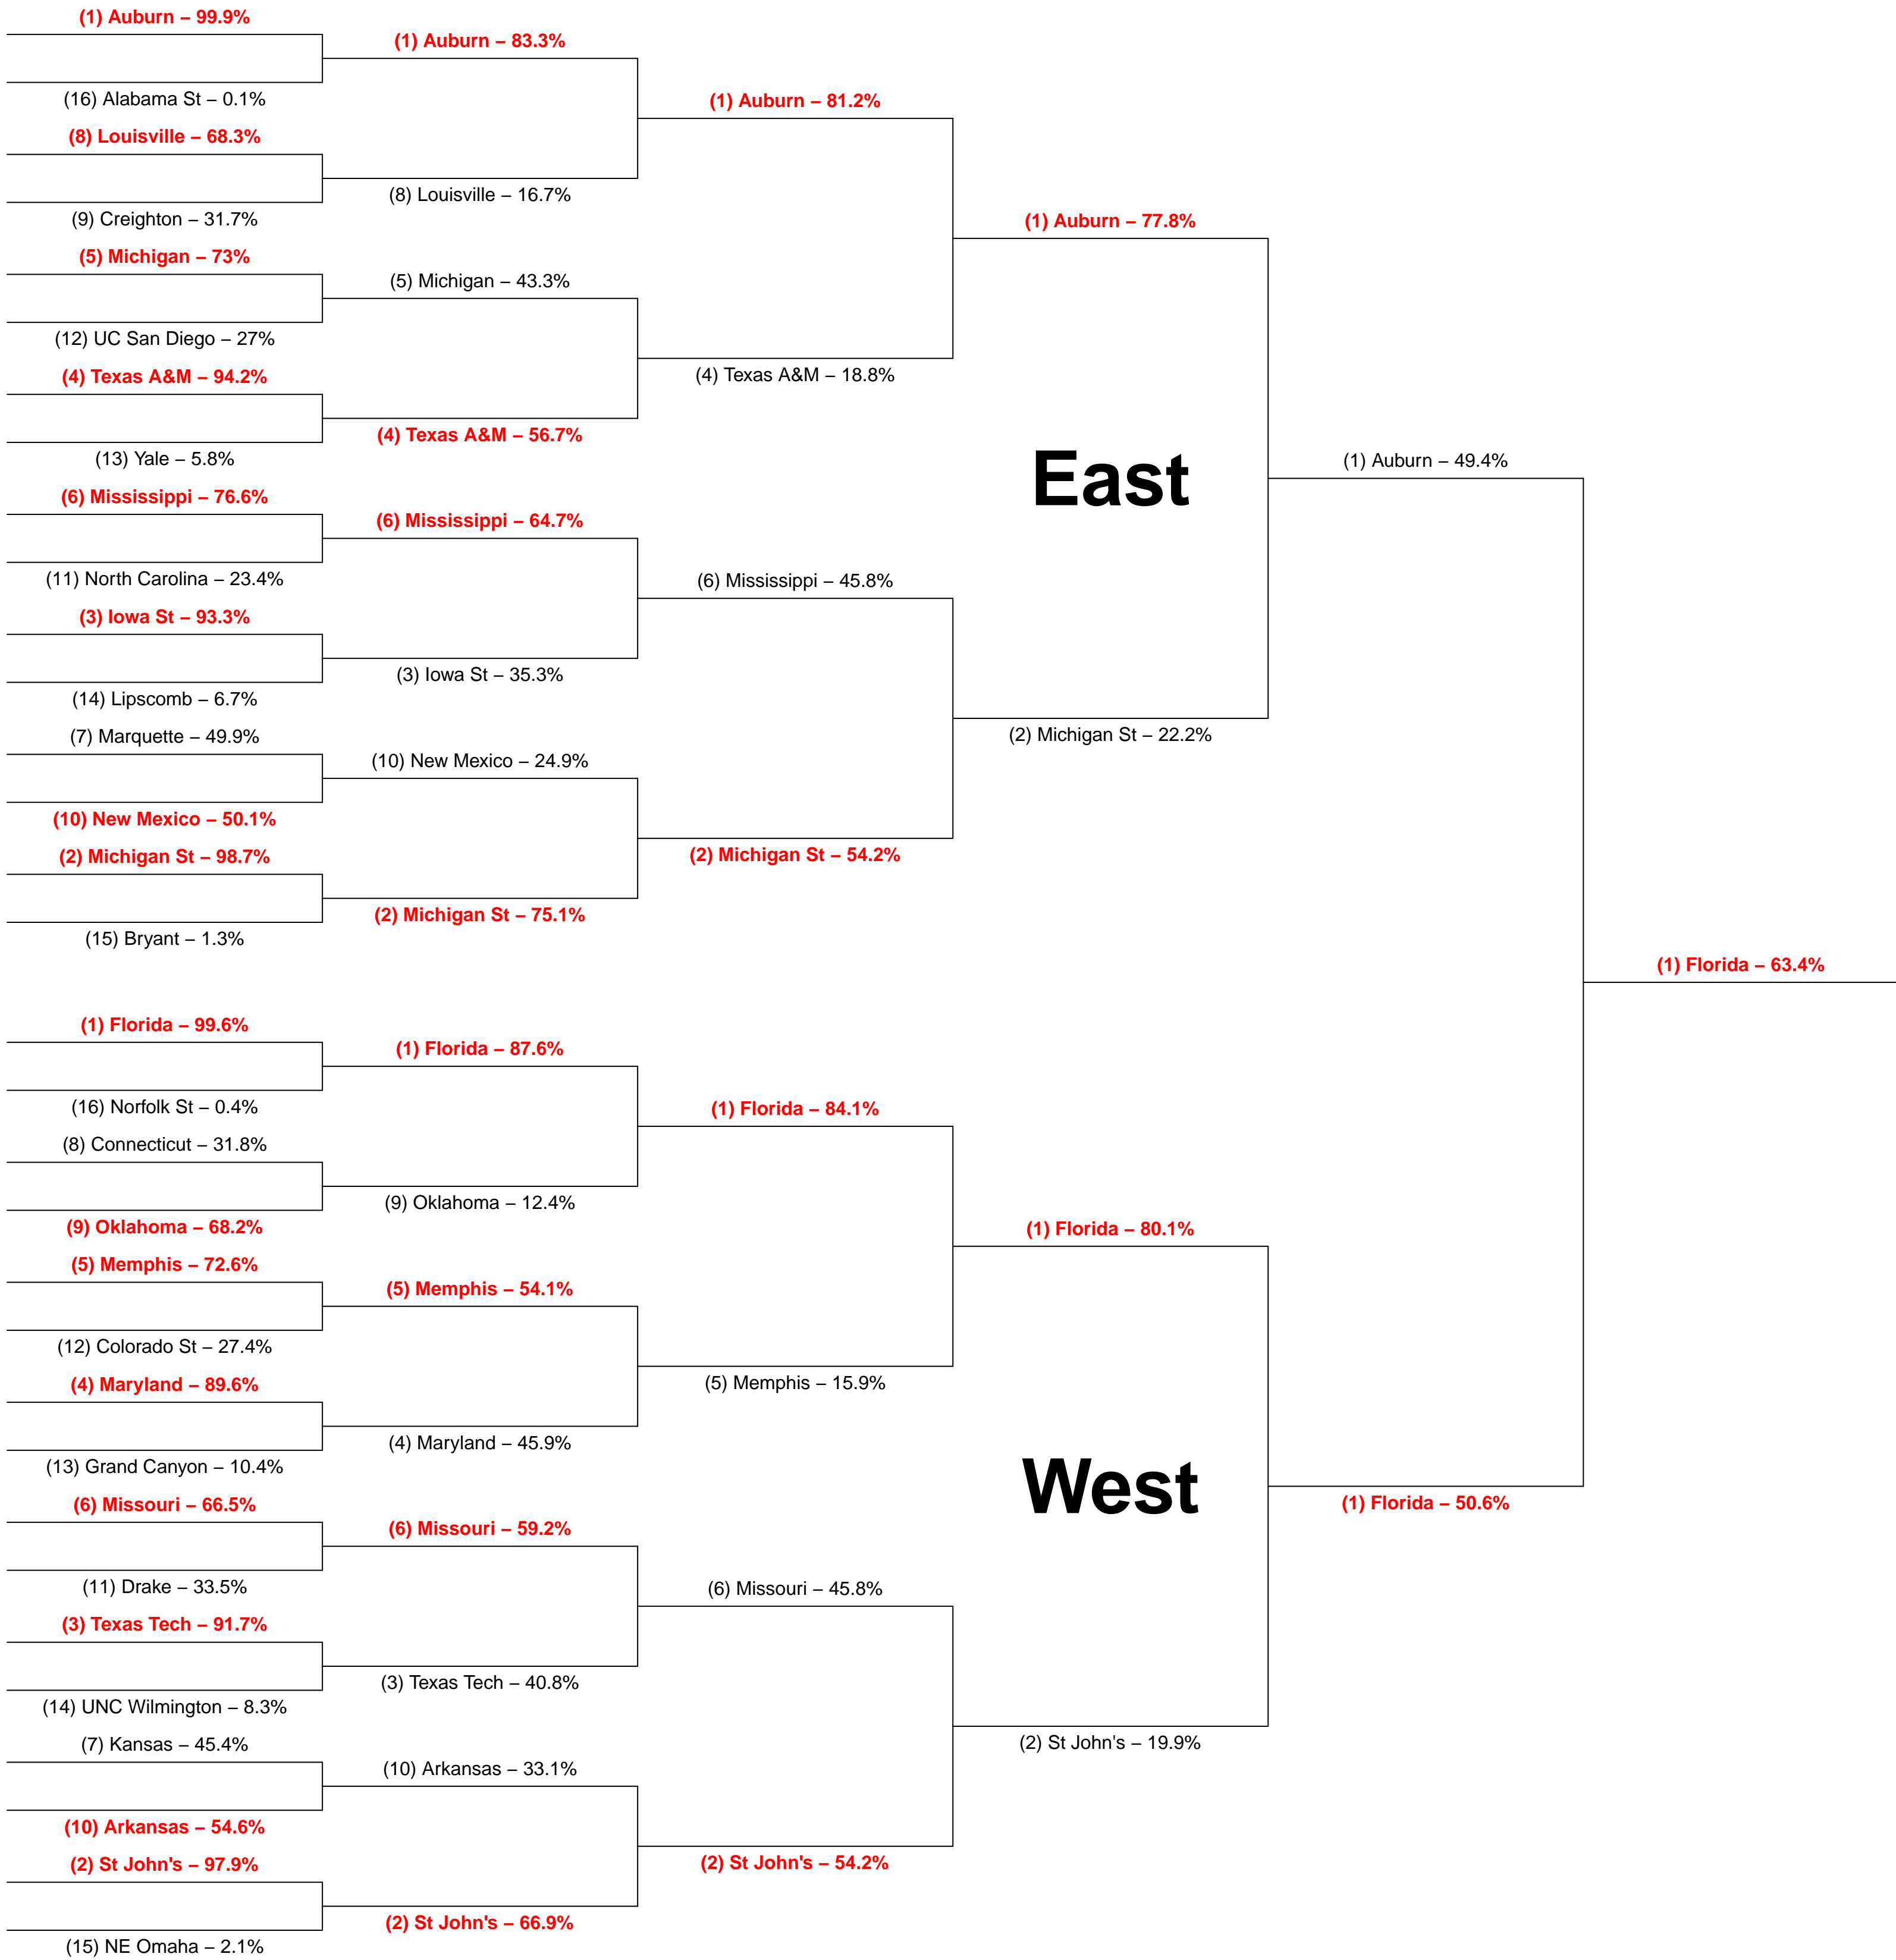 (1) Auburn – 99.9%
(16) Alabama St – 0.1%
(8) Louisville – 68.3%
(9) Creighton – 31.7%
(5) Michigan – 73%
(12) UC San Diego – 27%
(4) Texas A&M – 94.2%
(13) Yale – 5.8%
(6) Mississippi – 76.6%
(11) North Carolina – 23.4%
(3) Iowa St – 93.3%
(14) Lipscomb – 6.7%
(7) Marquette – 49.9%
(10) New Mexico – 50.1%
(2) Michigan St – 98.7%
(15) Bryant – 1.3%
(1) Auburn – 83.3%
(8) Louisville – 16.7%
(5) Michigan – 43.3%
(4) Texas A&M – 56.7%
(6) Mississippi – 64.7%
(3) Iowa St – 35.3%
(10) New Mexico – 24.9%
(2) Michigan St – 75.1%
(1) Auburn – 81.2%
(4) Texas A&M – 18.8%
(6) Mississippi – 45.8%
(2) Michigan St – 54.2%
(1) Auburn – 77.8%
East
(2) Michigan St – 22.2%
(1) Florida – 99.6%
(16) Norfolk St – 0.4%
(8) Connecticut – 31.8%
(9) Oklahoma – 68.2%
(5) Memphis – 72.6%
(12) Colorado St – 27.4%
(4) Maryland – 89.6%
(13) Grand Canyon – 10.4%
(6) Missouri – 66.5%
(11) Drake – 33.5%
(3) Texas Tech – 91.7%
(14) UNC Wilmington – 8.3%
(7) Kansas – 45.4%
(10) Arkansas – 54.6%
(2) St John's – 97.9%
(15) NE Omaha – 2.1%
(1) Florida – 87.6%
(9) Oklahoma – 12.4%
(5) Memphis – 54.1%
(4) Maryland – 45.9%
(6) Missouri – 59.2%
(3) Texas Tech – 40.8%
(10) Arkansas – 33.1%
(2) St John's – 66.9%
(1) Florida – 84.1%
(5) Memphis – 15.9%
(6) Missouri – 45.8%
(2) St John's – 54.2%
(1) Florida – 80.1%
West
(2) St John's – 19.9%
(1) Auburn – 49.4%
(1) Florida – 50.6%
(1) Florida – 63.4%